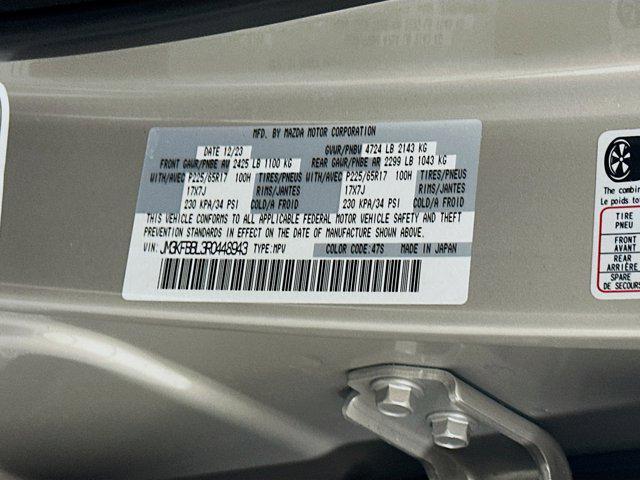 MFD. BY MAZDA MOTOR CORPORATION
DATE 12/23 GVWR/PNBV 4724 LB 2143 KG
FRONT GAWR/PNBE AV 2425 LB 1100 KG REAR GAWR/PNBE AR 2299 LB 1043 KG
WITH/AVEC P225/65R17 100H TIRES/PNEUS WITH/AVEC P225/65R17 100H TIRES/PNEUS
17X7J RIMS/JANTES 17X7J RIMS/JANTES
230 KPA/34 PSI COLD/A FROID 230 KPA/34 PSI COLD/A FROID
THIS VEHICLE CONFORMS TO ALL APPLICABLE FEDERAL MOTOR VEHICLE SAFETY AND THEFT
PREVENTION STANDARDS IN EFFECT ON THE DATE OF MANUFACTURE SHOWN ABOVE.
VIN: JM3KFBBL3R0448943 TYPE: MPV COLOR CODE:47S MADE IN JAPAN
The combin
Le poids to
TIRE
PNEU
FRONT
AVANT
REAR
ARRIÈRE
SPARE
DE SECOURS